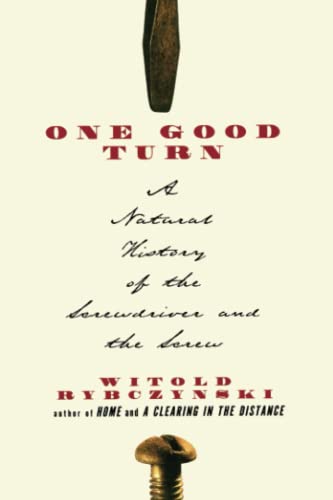 ONE GOOD
TURN
A
Natural
History
of the
Screwdriver and
the Screw
WITOLD
RYBCZYNSKI
author of HOME and A CLEARING IN THE DISTANCE